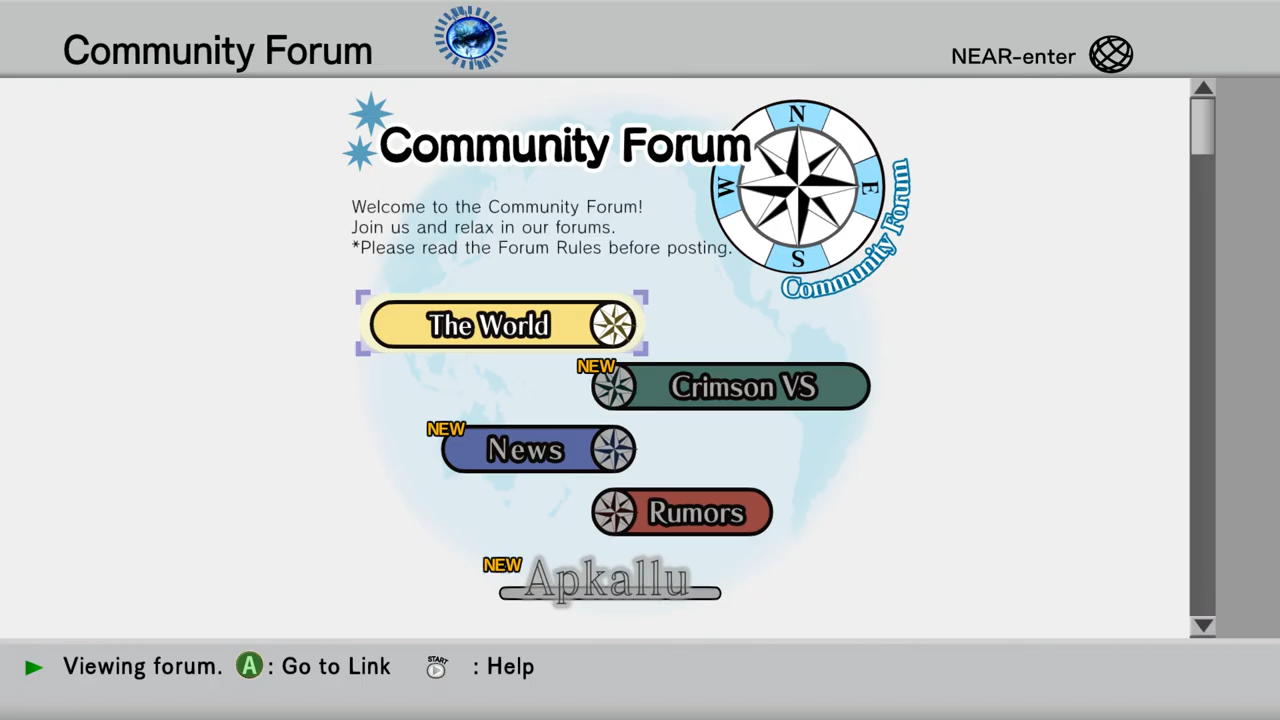 Community Forum
NEAR-enter
Community Forum
N
E
S
W
Community Forum
Welcome to the Community Forum!
Join us and relax in our forums.
*Please read the Forum Rules before posting.
The World
NEW
Crimson VS
NEW
News
Rumors
NEW
Apkallu
Viewing forum. A : Go to Link START : Help